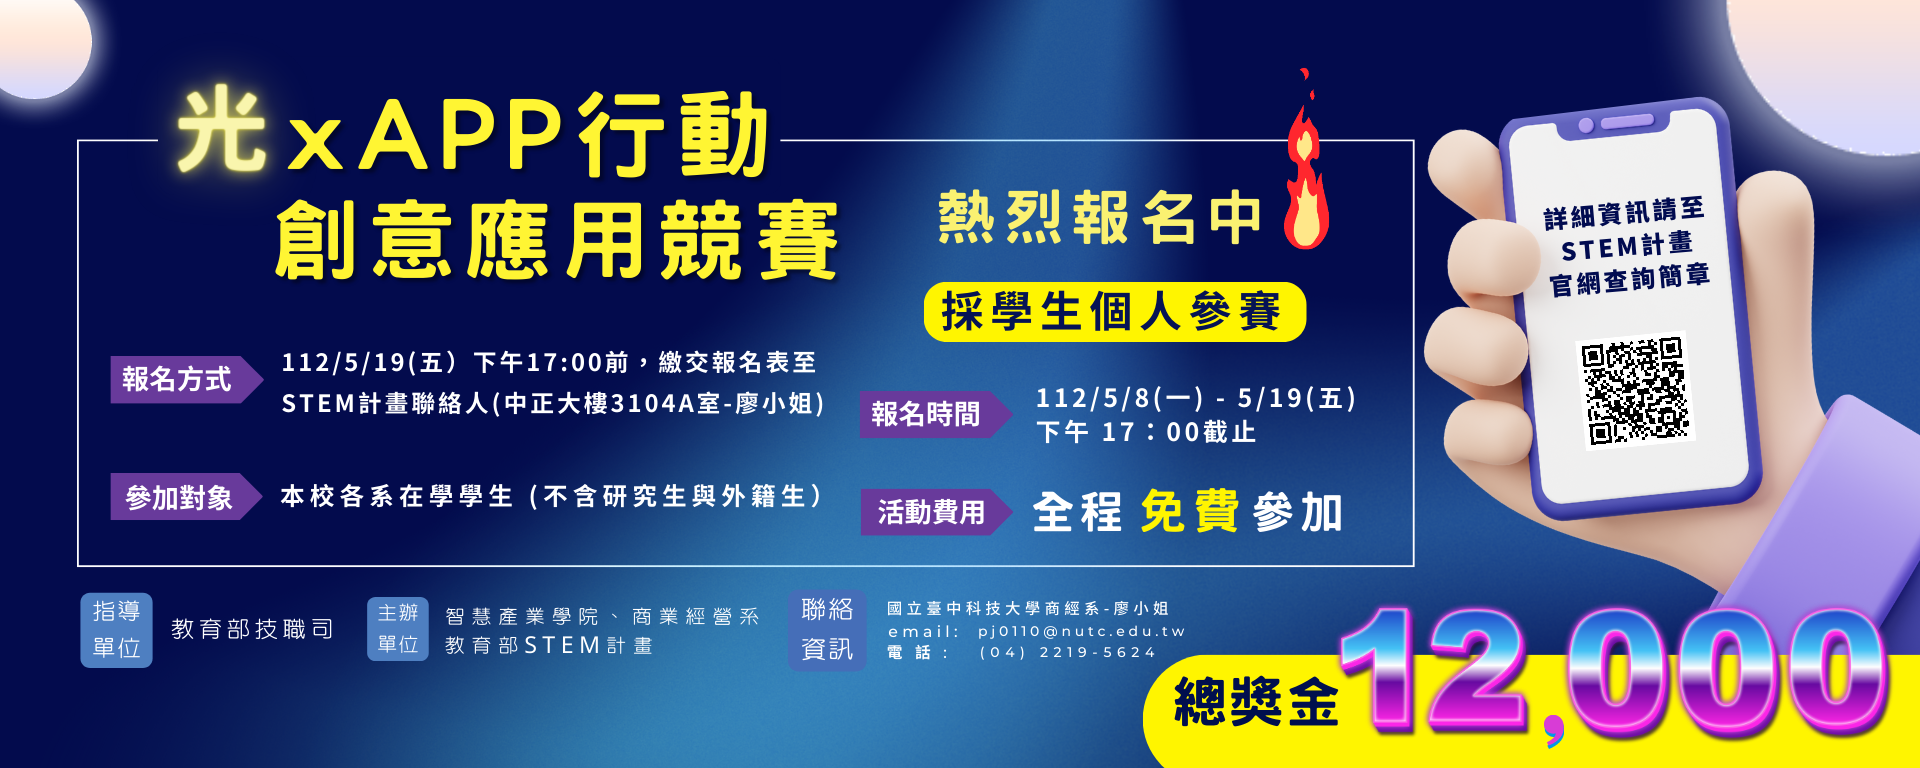 光xAPP行動
創意應用競賽
熱烈報名中
採學生個人參賽
報名方式
112/5/19(五）下午17:00前，繳交報名表至
STEM計畫聯絡人(中正大樓3104A室-廖小姐)
報名時間
112/5/8(一) - 5/19(五)
下午 17：00截止
參加對象
本校各系在學學生 (不含研究生與外籍生）
活動費用
全程 免費 參加
詳細資訊請至
STEM計畫
官網查詢簡章
指導
單位
教育部技職司
主辦
單位
智慧產業學院、商業經營系
教育部STEM計畫
聯絡
資訊
國立臺中科技大學商經系-廖小姐
email: pj0110@nutc.edu.tw
電話: (04) 2219-5624
總獎金12,000